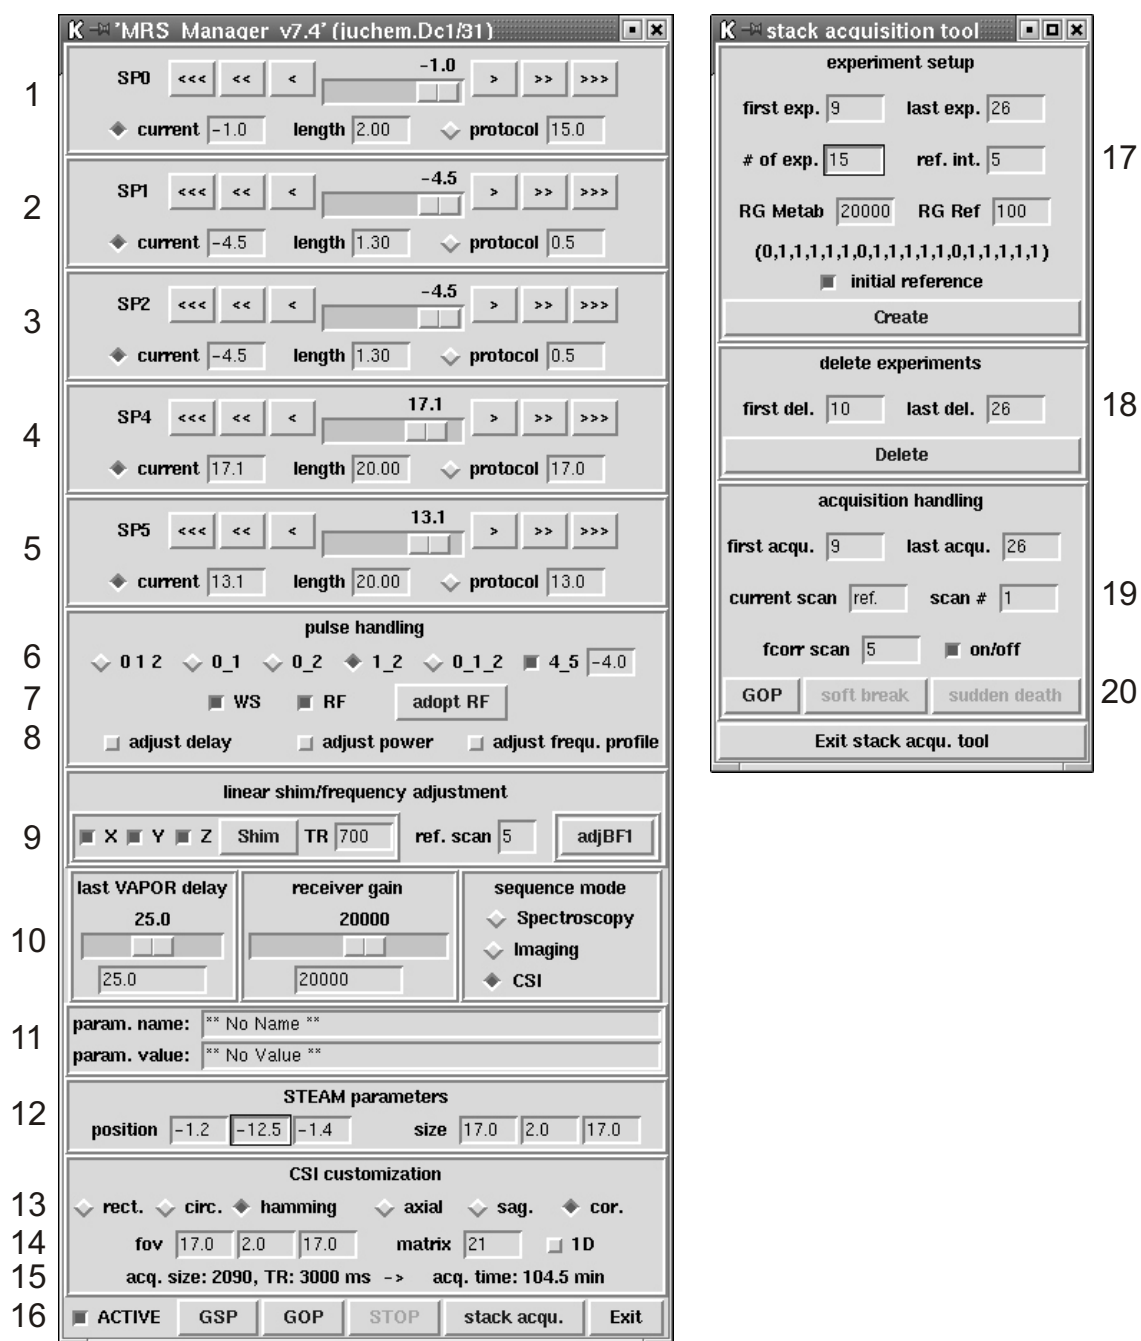 'MRS_Manager_v7.4' (juchem.Dc1/31)
1
SP0 <<< << < -1.0 > >> >>>
current -1.0 length 2.00 protocol 15.0
2
SP1 <<< << < -4.5 > >> >>>
current -4.5 length 1.30 protocol 0.5
3
SP2 <<< << < -4.5 > >> >>>
current -4.5 length 1.30 protocol 0.5
4
SP4 <<< << < 17.1 > >> >>>
current 17.1 length 20.00 protocol 17.0
5
SP5 <<< << < 13.1 > >> >>>
current 13.1 length 20.00 protocol 13.0
pulse handling
6 0 1 2 0_1 0_2 1_2 0_1_2 4_5 -4.0
7 WS RF adopt RF
8 adjust delay adjust power adjust frequ. profile
linear shim/frequency adjustment
9 X Y Z Shim TR 700 ref. scan 5 adjBF1
last VAPOR delay receiver gain sequence mode
25.0 20000 Spectroscopy
10 Imaging
25.0 20000 CSI
11
param. name: ** No Name **
param. value: ** No Value **
STEAM parameters
12 position -1.2 -12.5 -1.4 size 17.0 2.0 17.0
CSI customization
13 rect. circ. hamming axial sag. cor.
14 fov 17.0 2.0 17.0 matrix 21 1D
15 acq. size: 2090, TR: 3000 ms -> acq. time: 104.5 min
16 ACTIVE GSP GOP STOP stack acqu. Exit
stack acquisition tool
experiment setup
first exp. 9 last exp. 26
# of exp. 15 ref. int. 5 17
RG Metab 20000 RG Ref 100
(0,1,1,1,1,1,0,1,1,1,1,1,0,1,1,1,1,1)
initial reference
Create
delete experiments
first del. 10 last del. 26 18
Delete
acquisition handling
first acqu. 9 last acqu. 26
current scan ref. scan # 1 19
fcorr scan 5 on/off
GOP soft break sudden death 20
Exit stack acqu. tool